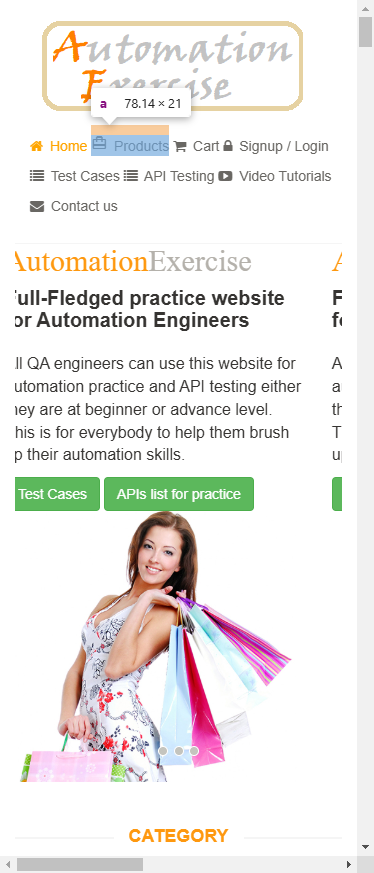 Automation
Exercise
a 78.14 × 21
Home Products Cart Signup / Login
Test Cases API Testing Video Tutorials
Contact us
AutomationExercise A
Full-Fledged practice website F
or Automation Engineers fo
ll QA engineers can use this website for A
utomation practice and API testing either a
hey are at beginner or advance level. th
his is for everybody to help them brush T
p their automation skills. u
Test Cases APIs list for practice
CATEGORY